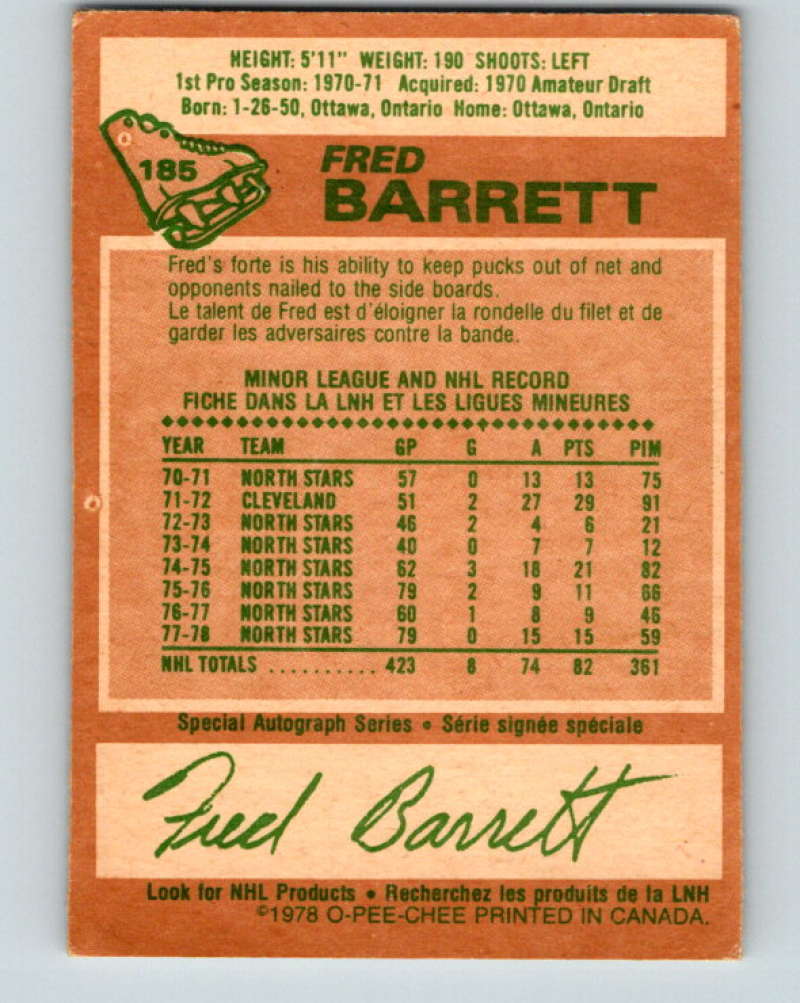 HEIGHT: 5'11" WEIGHT: 190 SHOOTS: LEFT
1st Pro Season: 1970-71 Acquired: 1970 Amateur Draft
Born: 1-26-50, Ottawa, Ontario Home: Ottawa, Ontario
185
FRED
BARRETT
Fred's forte is his ability to keep pucks out of net and
opponents nailed to the side boards.
Le talent de Fred est d'éloigner la rondelle du filet et de
garder les adversaires contre la bande.
MINOR LEAGUE AND NHL RECORD
FICHE DANS LA LNH ET LES LIGUES MINEURES
YEAR TEAM GP G A PTS PIM
70-71 NORTH STARS 57 0 13 13 75
71-72 CLEVELAND 51 2 27 29 91
72-73 NORTH STARS 46 2 4 6 21
73-74 NORTH STARS 40 0 7 7 12
74-75 NORTH STARS 62 3 18 21 82
75-76 NORTH STARS 79 2 9 11 66
76-77 NORTH STARS 60 1 8 9 46
77-78 NORTH STARS 79 0 15 15 59
NHL TOTALS .......... 423 8 74 82 361
Special Autograph Series • Série signée spéciale
Fred Barrett
Look for NHL Products • Recherchez les produits de la LNH
©1978 O-PEE-CHEE PRINTED IN CANADA.